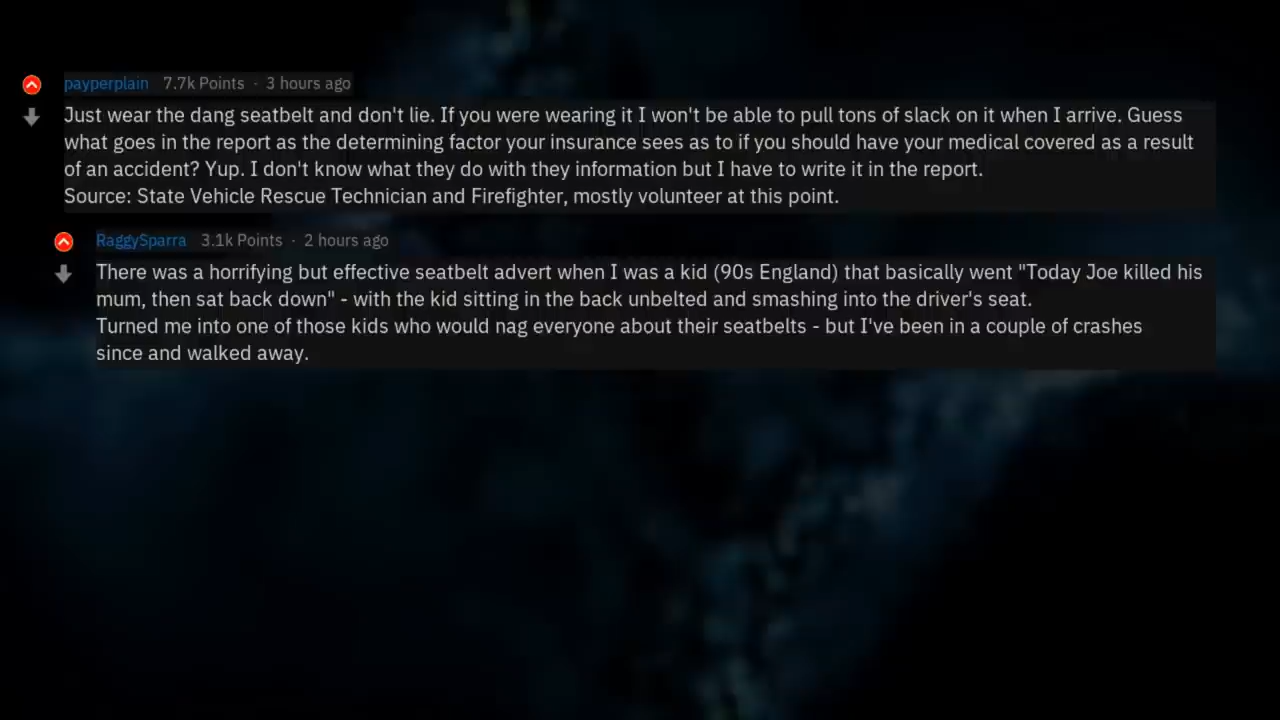 payperplain 7.7k Points · 3 hours ago
Just wear the dang seatbelt and don't lie. If you were wearing it I won't be able to pull tons of slack on it when I arrive. Guess
what goes in the report as the determining factor your insurance sees as to if you should have your medical covered as a result
of an accident? Yup. I don't know what they do with they information but I have to write it in the report.
Source: State Vehicle Rescue Technician and Firefighter, mostly volunteer at this point.
RaggySparra 3.1k Points · 2 hours ago
There was a horrifying but effective seatbelt advert when I was a kid (90s England) that basically went "Today Joe killed his
mum, then sat back down" - with the kid sitting in the back unbelted and smashing into the driver's seat.
Turned me into one of those kids who would nag everyone about their seatbelts - but I've been in a couple of crashes
since and walked away.